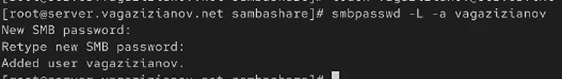 [root@server.vagazizianov.net sambashare]# smbpasswd -L -a vagazizianov
New SMB password:
Retype new SMB password:
Added user vagazizianov.